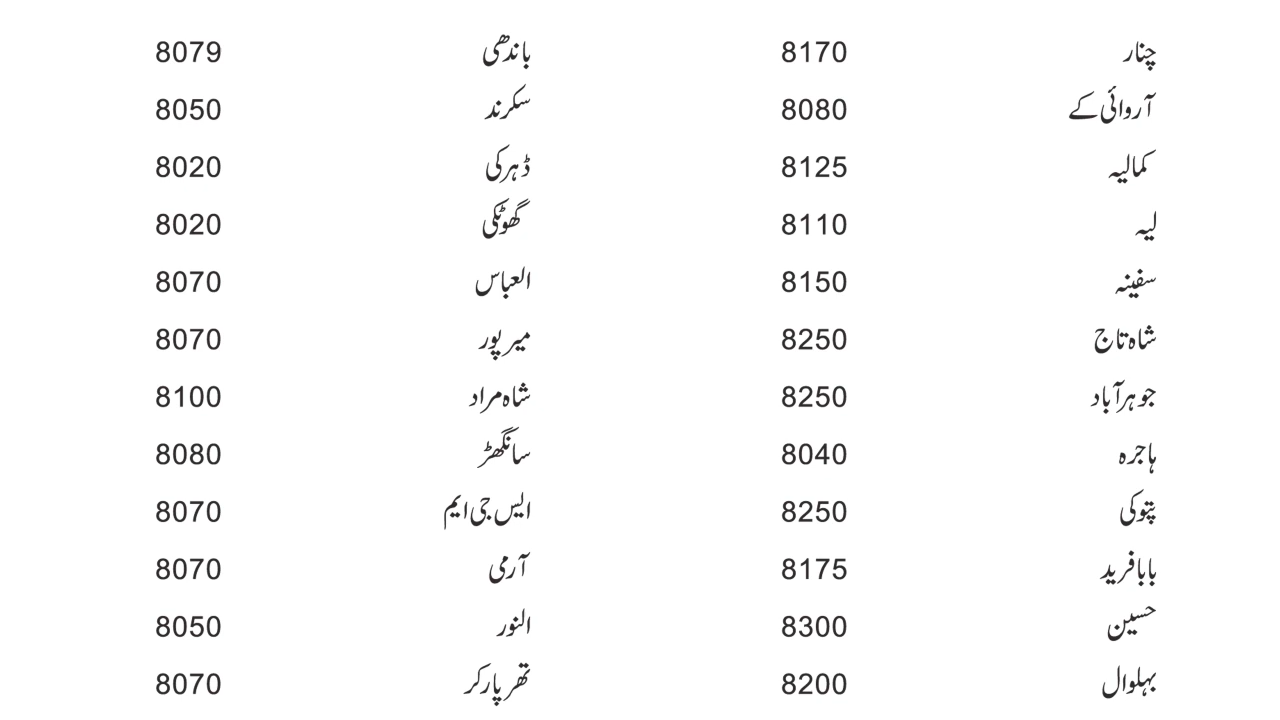 چنار 8170 باندھی 8079
آروائی کے 8080 سکرند 8050
کمالیہ 8125 ڈہرکی 8020
لیہ 8110 گھوٹکی 8020
سفینہ 8150 العباس 8070
شاہ تاج 8250 میرپور 8070
جوہرآباد 8250 شاہ مراد 8100
ہاجرہ 8040 سانگھڑ 8080
پتوکی 8250 ایس جی ایم 8070
بابافرید 8175 آرمی 8070
حسین 8300 النور 8050
بہلوال 8200 تھرپارکر 8070